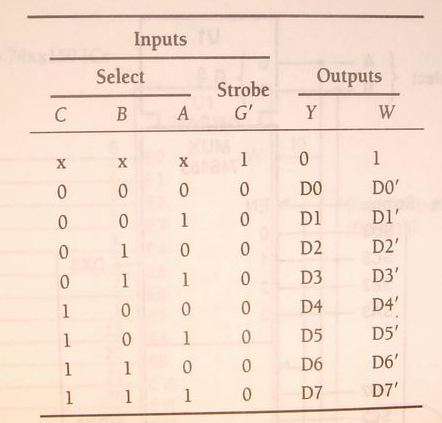 Inputs
Select Strobe Outputs
C B A G' Y W
x x x 1 0 1
0 0 0 0 D0 D0'
0 0 1 0 D1 D1'
0 1 0 0 D2 D2'
0 1 1 0 D3 D3'
1 0 0 0 D4 D4'
1 0 1 0 D5 D5'
1 1 0 0 D6 D6'
1 1 1 0 D7 D7'